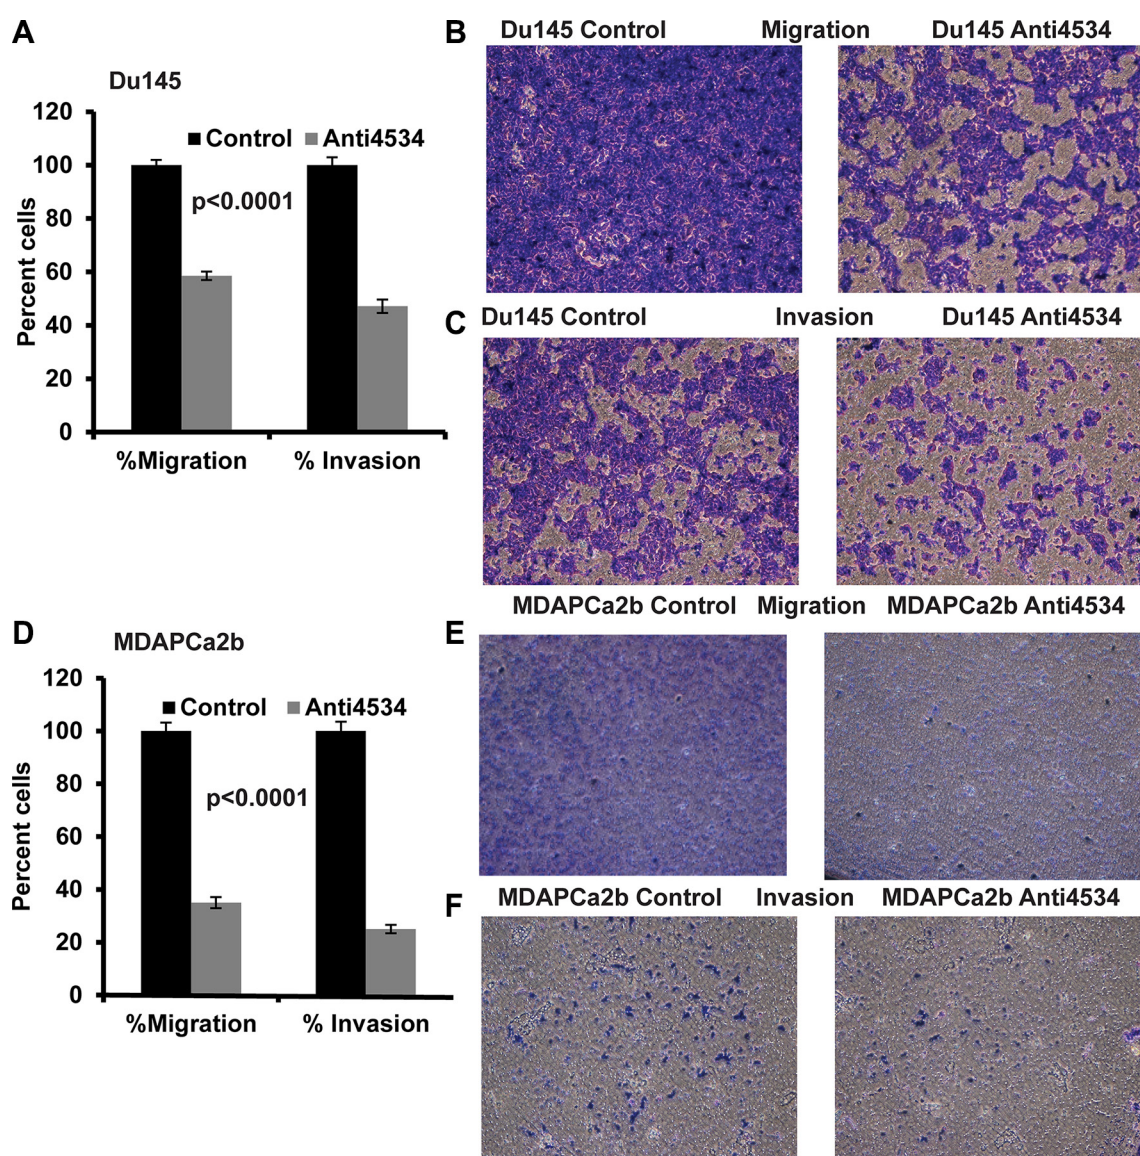 A
Du145
120
100
80
60
40
20
0
Percent cells
Control Anti4534
p<0.0001
%Migration % Invasion
B
Du145 Control Migration Du145 Anti4534
C
Du145 Control Invasion Du145 Anti4534
D
MDAPCa2b
120
100
80
60
40
20
0
Percent cells
Control Anti4534
p<0.0001
%Migration % Invasion
MDAPCa2b Control Migration MDAPCa2b Anti4534
E
F
MDAPCa2b Control Invasion MDAPCa2b Anti4534